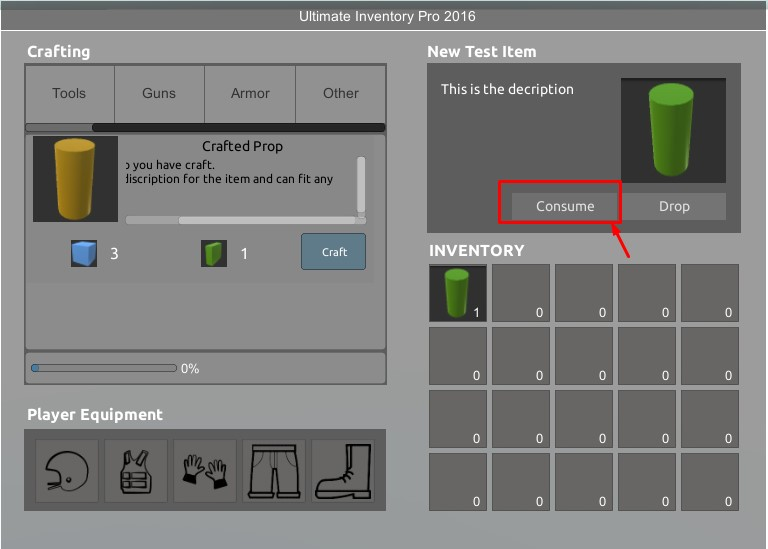 Ultimate Inventory Pro 2016
Crafting
Tools Guns Armor Other
Crafted Prop
you have craft.
discription for the item and can fit any
3 1 Craft
0%
Player Equipment
New Test Item
This is the decription
Consume Drop
INVENTORY
1 0 0 0 0
0 0 0 0 0
0 0 0 0 0
0 0 0 0 0